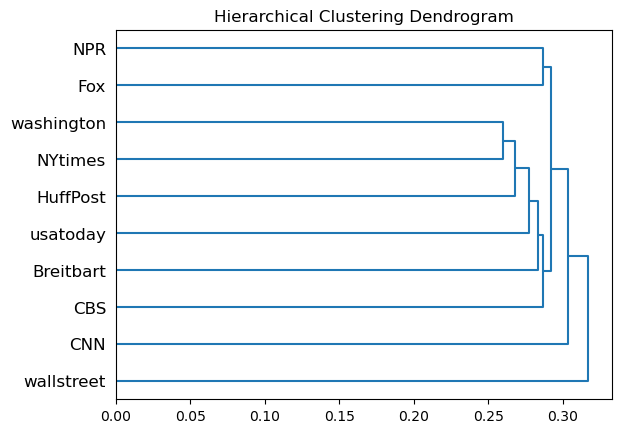 Hierarchical Clustering Dendrogram
NPR
Fox
washington
NYtimes
HuffPost
usatoday
Breitbart
CBS
CNN
wallstreet
0.00 0.05 0.10 0.15 0.20 0.25 0.30